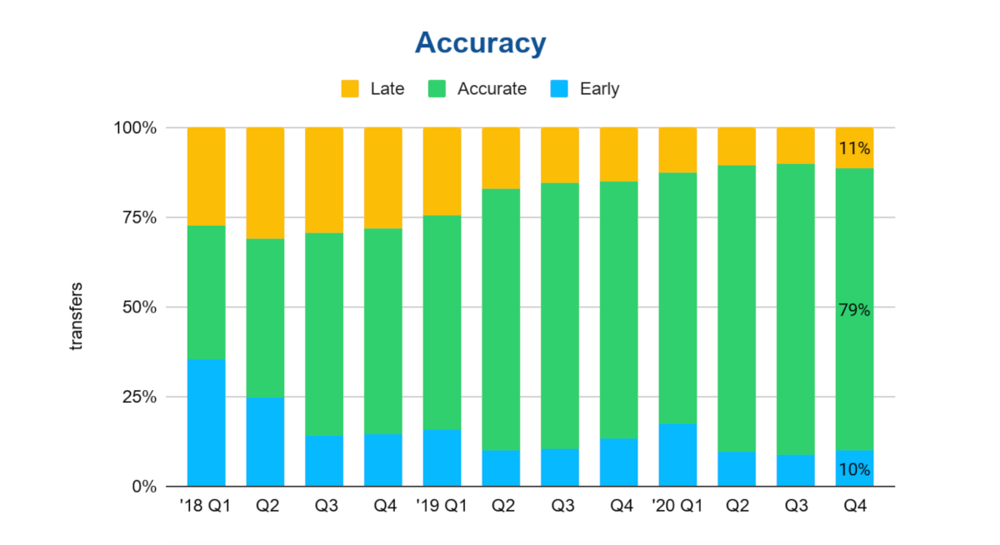 Accuracy
Late Accurate Early
100%
75%
50%
25%
0%
transfers
11%
79%
10%
'18 Q1 Q2 Q3 Q4 '19 Q1 Q2 Q3 Q4 '20 Q1 Q2 Q3 Q4